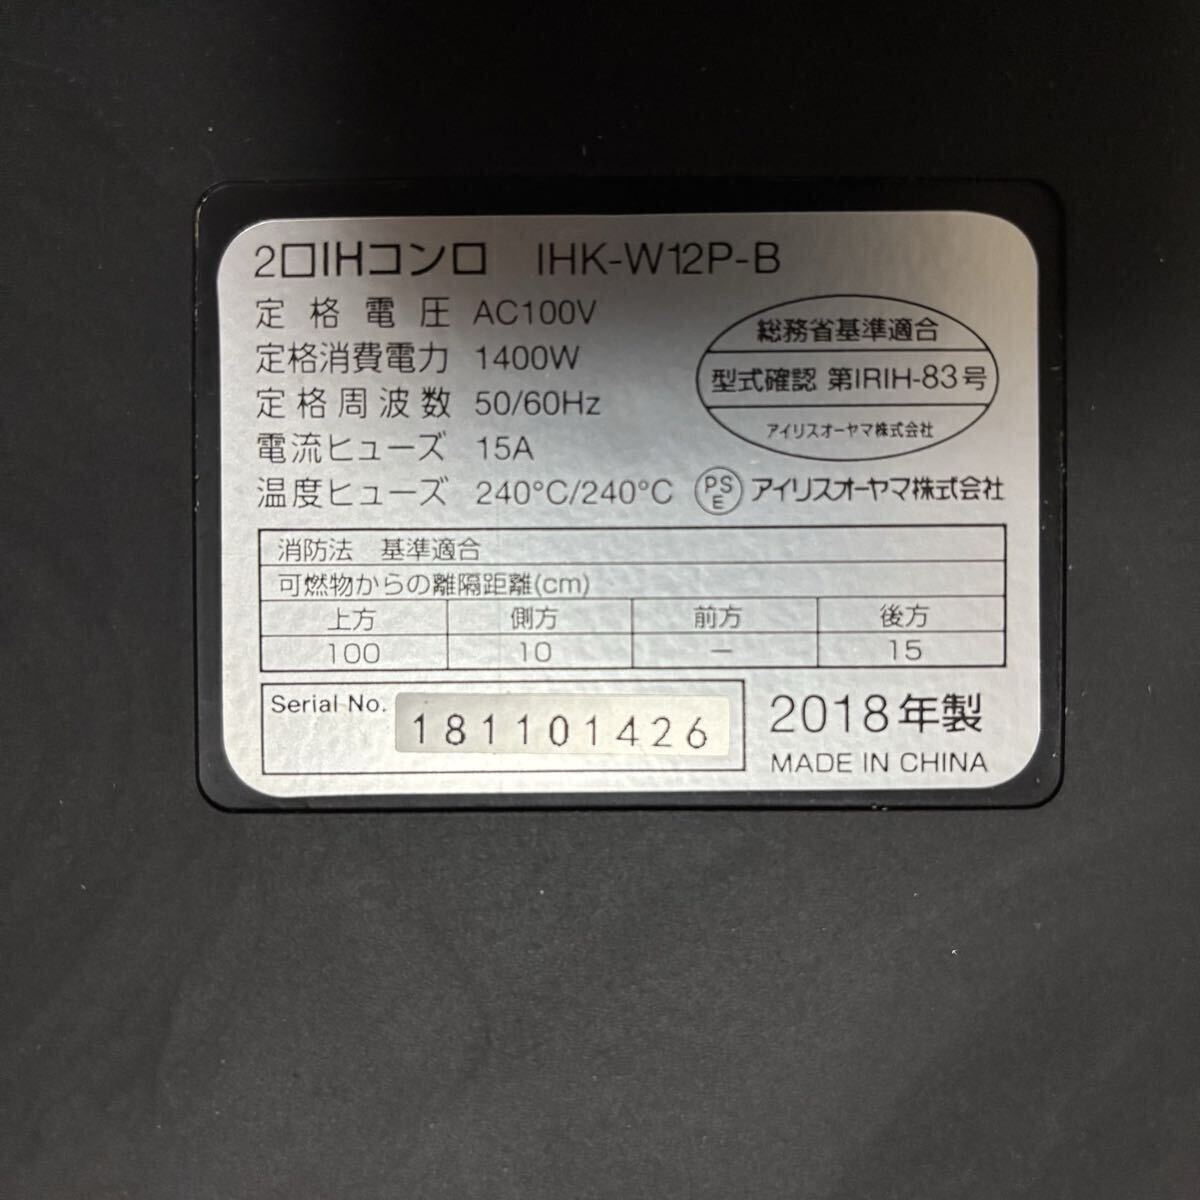 2口IHコンロ IHK-W12P-B
定格電圧 AC100V
定格消費電力 1400W
定格周波数 50/60Hz
電流ヒューズ 15A
温度ヒューズ 240°C/240°C
総務省基準適合
型式確認 第IRIH-83号
アイリスオーヤマ株式会社
PSE アイリスオーヤマ株式会社
消防法 基準適合
可燃物からの離隔距離(cm)
上方 側方 前方 後方
100 10 — 15
Serial No. 181101426
2018年製
MADE IN CHINA